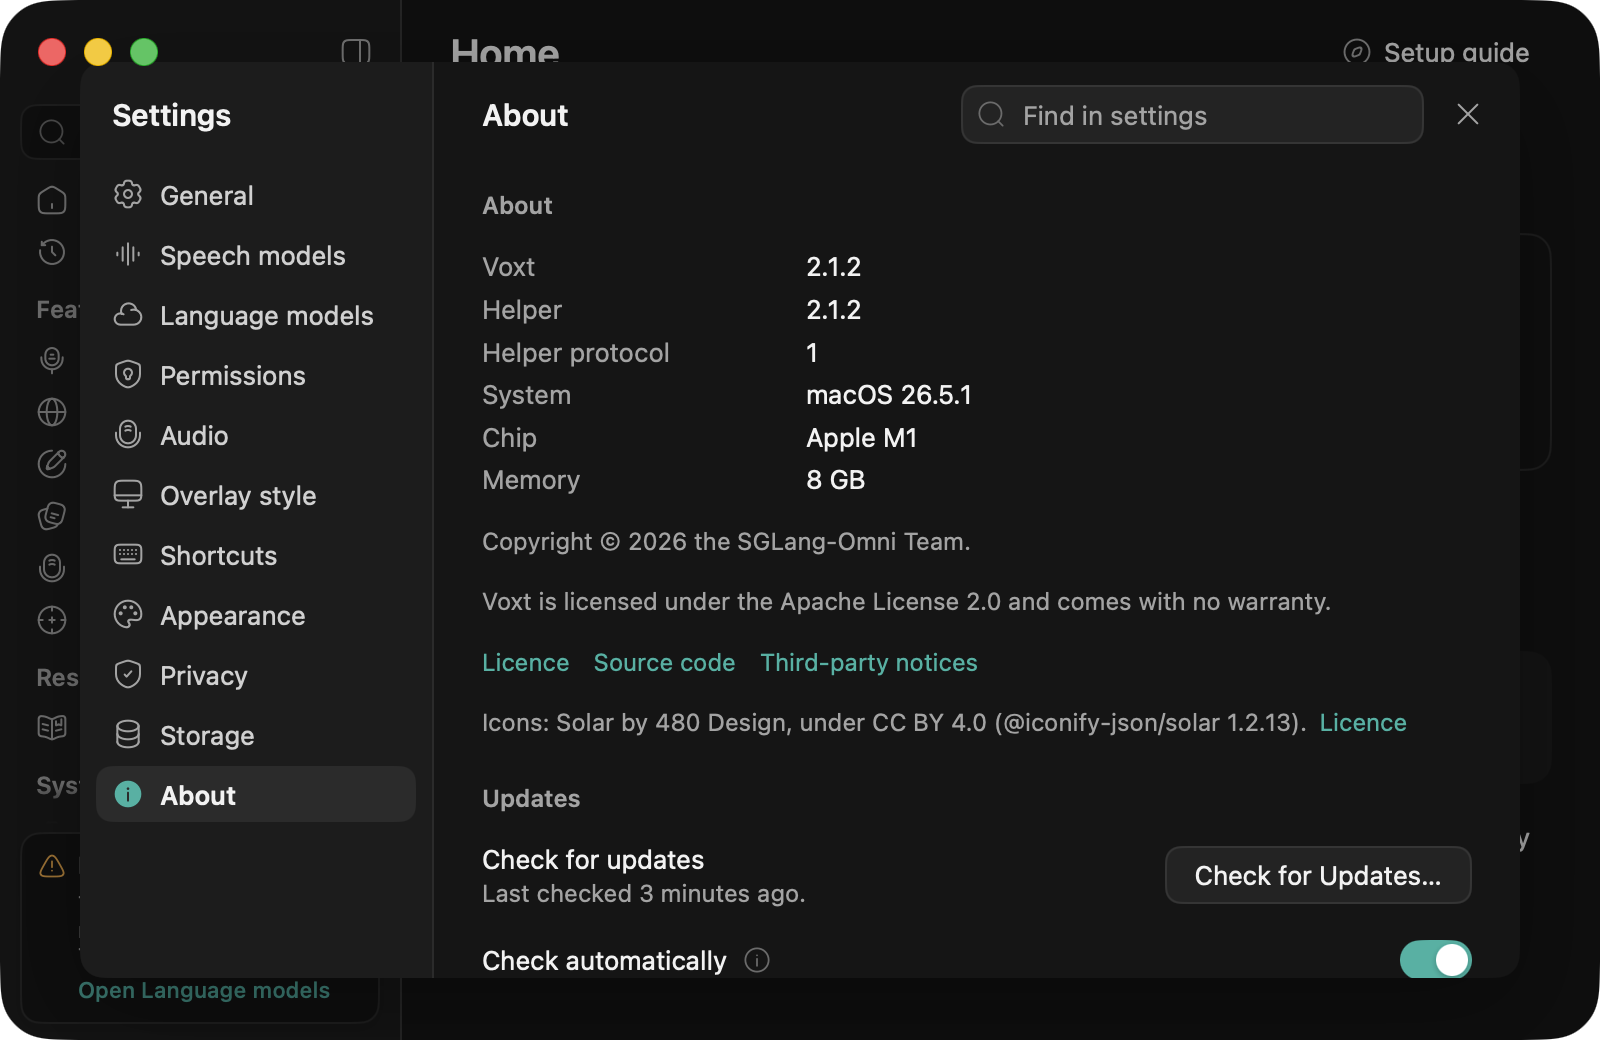 Home
Setup guide
Settings
General
Speech models
Language models
Permissions
Audio
Overlay style
Shortcuts
Appearance
Privacy
Storage
About
About
Find in settings
About
Voxt 2.1.2
Helper 2.1.2
Helper protocol 1
System macOS 26.5.1
Chip Apple M1
Memory 8 GB
Copyright © 2026 the SGLang-Omni Team.
Voxt is licensed under the Apache License 2.0 and comes with no warranty.
Licence Source code Third-party notices
Icons: Solar by 480 Design, under CC BY 4.0 (@iconify-json/solar 1.2.13). Licence
Updates
Check for updates
Last checked 3 minutes ago.
Check for Updates...
Check automatically
Open Language models